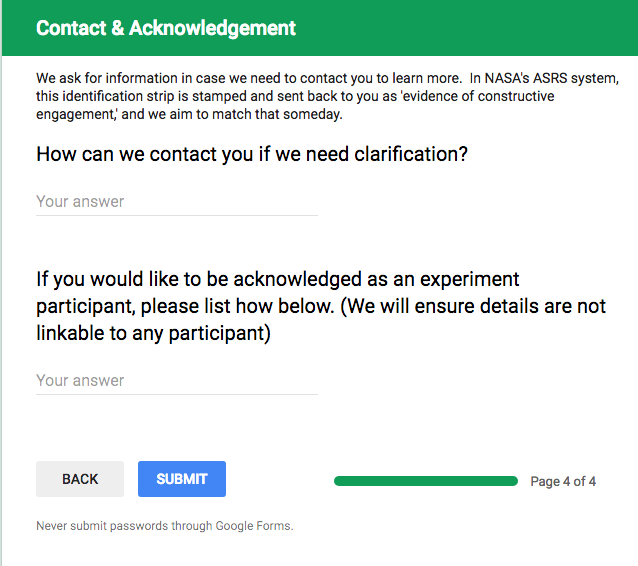 Contact & Acknowledgement
We ask for information in case we need to contact you to learn more.  In NASA's ASRS system,
this identification strip is stamped and sent back to you as 'evidence of constructive
engagement,' and we aim to match that someday.
How can we contact you if we need clarification?
Your answer
If you would like to be acknowledged as an experiment
participant, please list how below. (We will ensure details are not
linkable to any participant)
Your answer
BACK SUBMIT Page 4 of 4
Never submit passwords through Google Forms.